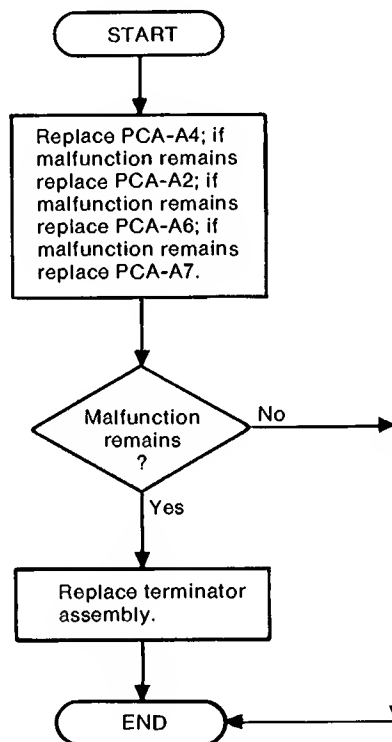 START
Replace PCA-A4; if
malfunction remains
replace PCA-A2; if
malfunction remains
replace PCA-A6; if
malfunction remains
replace PCA-A7.
Malfunction
remains
?
No
Yes
Replace terminator
assembly.
END